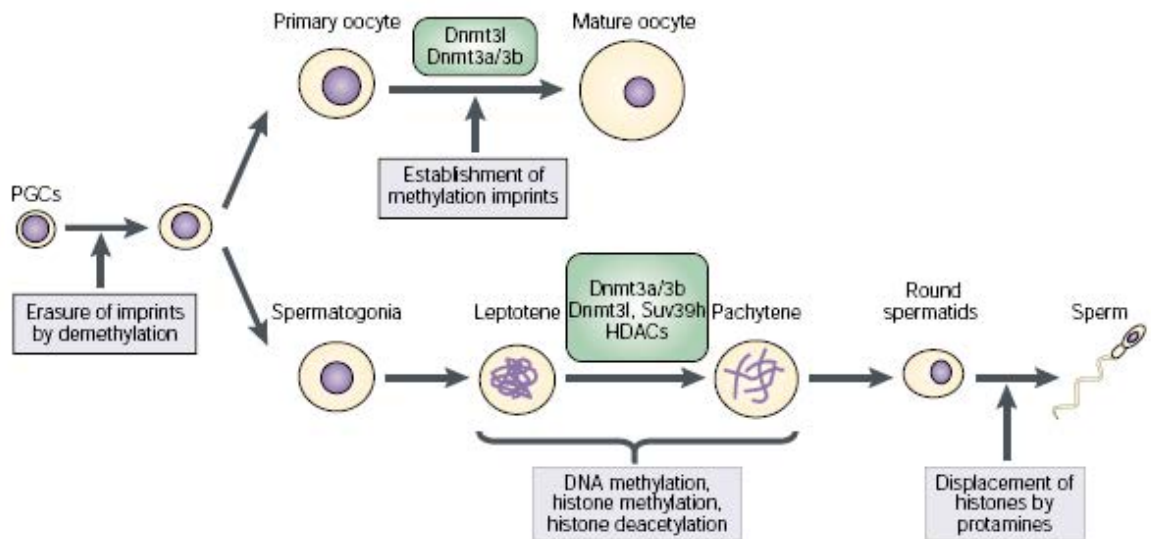 Primary oocyte
Dnmt3l
Dnmt3a/3b
Mature oocyte
Establishment of
methylation imprints
PGCs
Erasure of imprints
by demethylation
Spermatogonia
Leptotene
Dnmt3a/3b
Dnmt3l, Suv39h
HDACs
Pachytene
Round
spermatids
Sperm
DNA methylation,
histone methylation,
histone deacetylation
Displacement of
histones by
protamines